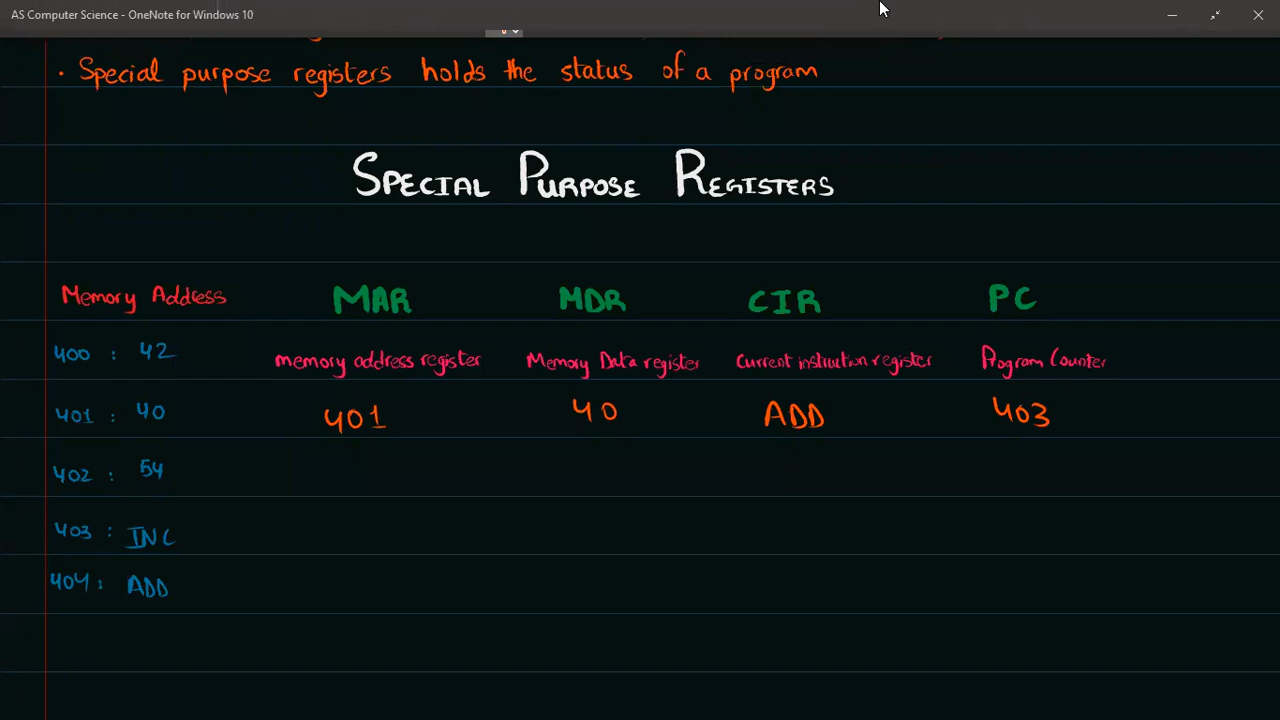 AS Computer Science - OneNote for Windows 10
· Special purpose registers holds the status of a program
SPECIAL PURPOSE REGISTERS
Memory Address MAR MDR CIR PC
400 : 42 memory address register Memory Data register Current instruction register Program Counter
401 : 40 401 40 ADD 403
402 : 54
403 : INC
404 : ADD